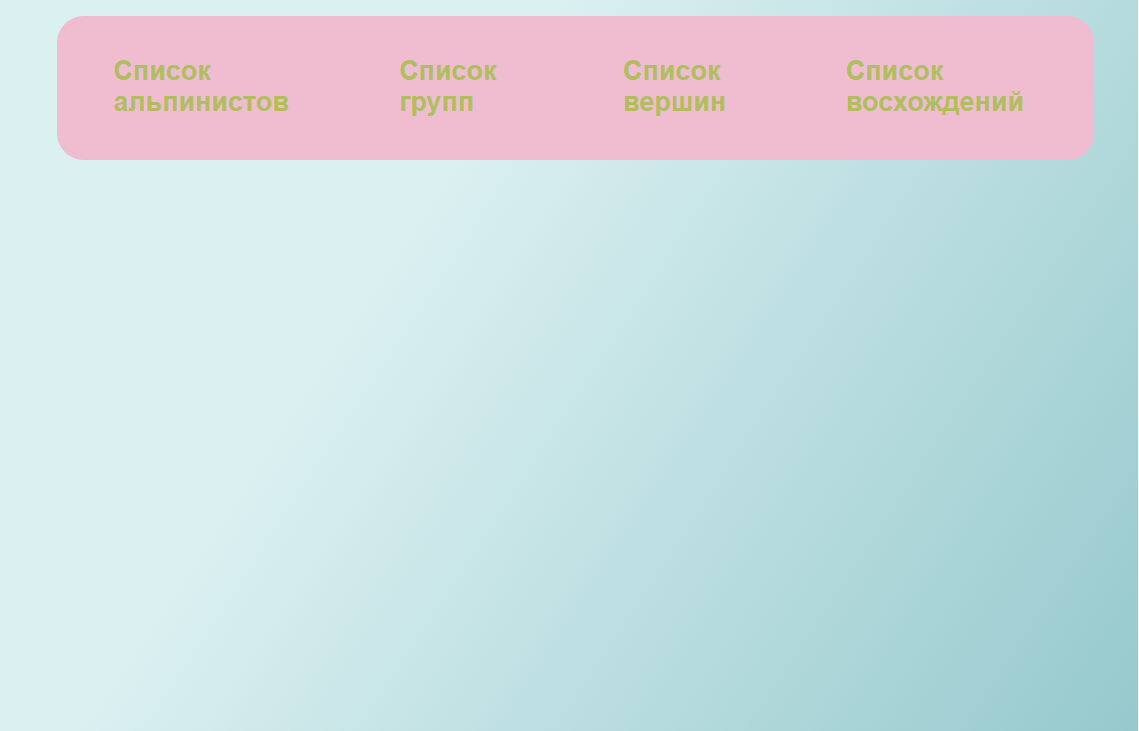 Список
альпинистов
Список
групп
Список
вершин
Список
восхождений